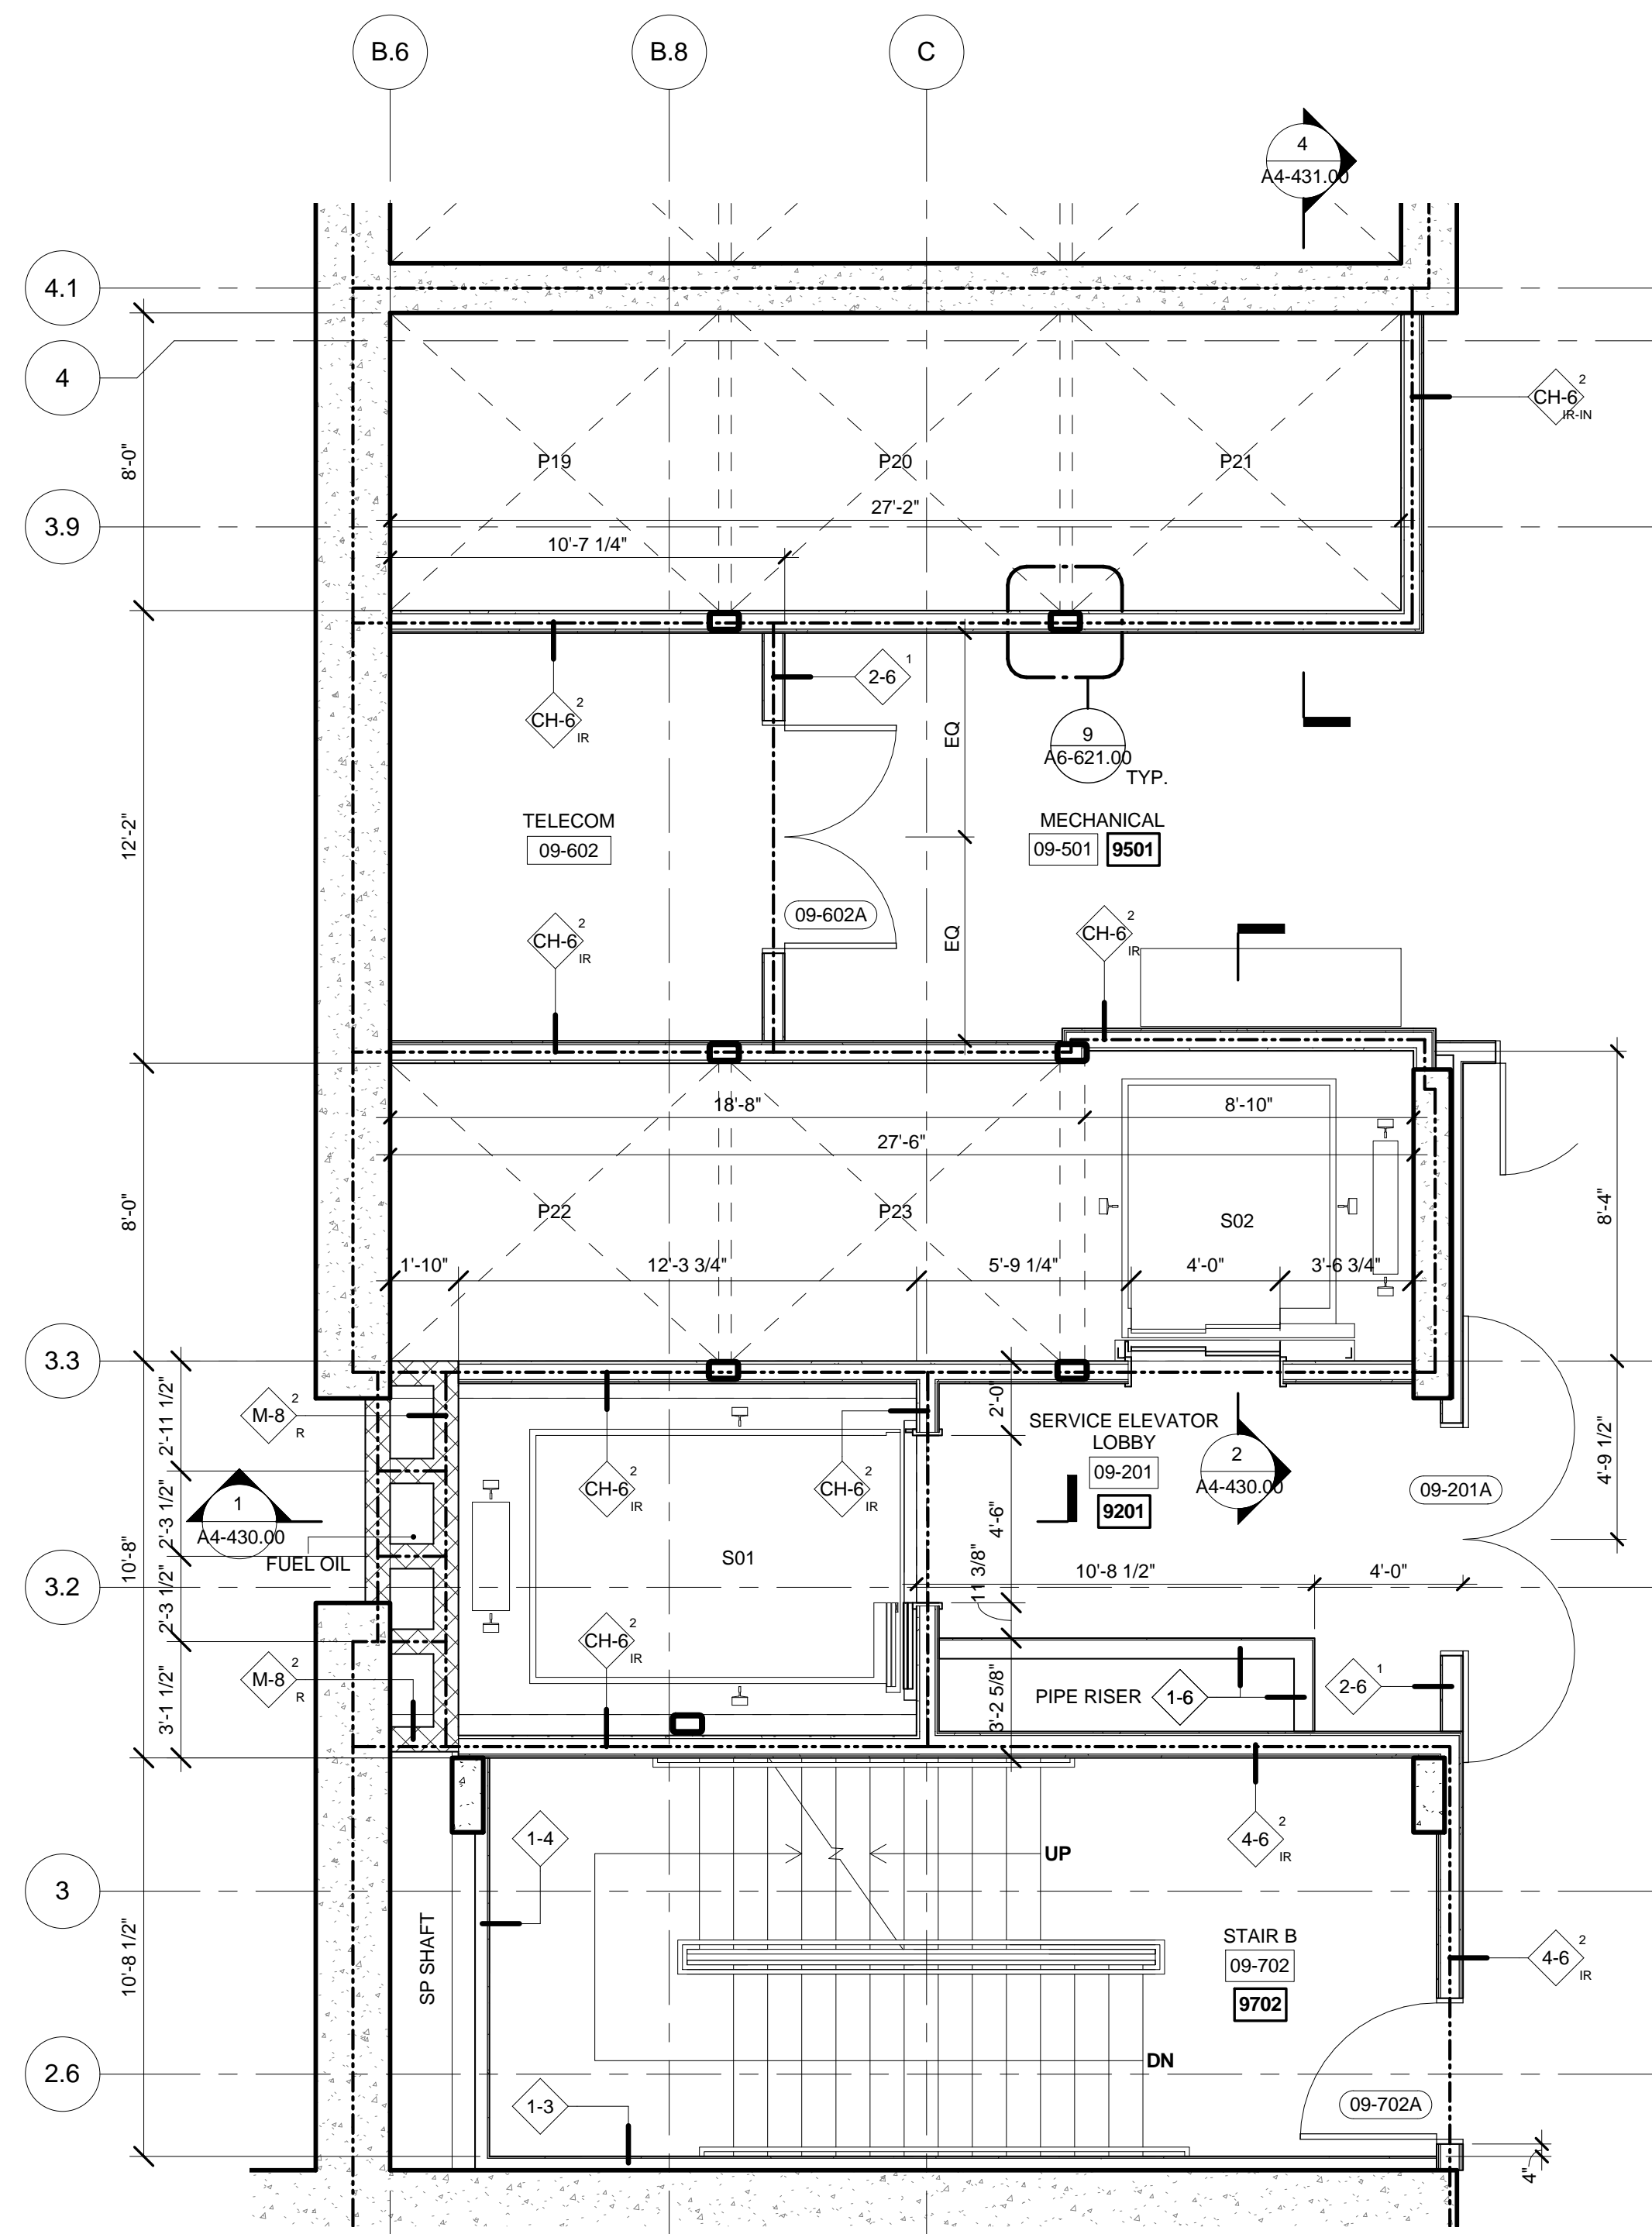 B.6
B.8
C
4
A4-431.00
4.1
4
CH-6
2
IR-IN
8'-0"
P19
P20
P21
27'-2"
3.9
10'-7 1/4"
2-6
1
CH-6
2
IR
EQ
9
A6-621.00
TYP.
12'-2"
TELECOM
09-602
MECHANICAL
09-501
9501
09-602A
CH-6
2
IR
EQ
CH-6
2
IR
18'-8"
8'-10"
27'-6"
8'-0"
P22
P23
S02
8'-4"
1'-10"
12'-3 3/4"
5'-9 1/4"
4'-0"
3'-6 3/4"
3.3
2'-11 1/2"
M-8
2
R
2'-0"
SERVICE ELEVATOR
LOBBY
09-201
9201
2
A4-430.00
4'-9 1/2"
09-201A
CH-6
2
IR
CH-6
2
IR
1
A4-430.00
2'-3 1/2"
4'-6"
FUEL OIL
S01
10'-8"
3.2
11 3/8"
10'-8 1/2"
4'-0"
2'-3 1/2"
CH-6
2
IR
M-8
2
R
3'-1 1/2"
3'-2 5/8"
PIPE RISER
1-6
2-6
1
1-4
UP
4-6
2
IR
3
SP SHAFT
STAIR B
09-702
9702
4-6
2
IR
10'-8 1/2"
DN
2.6
1-3
09-702A
4"